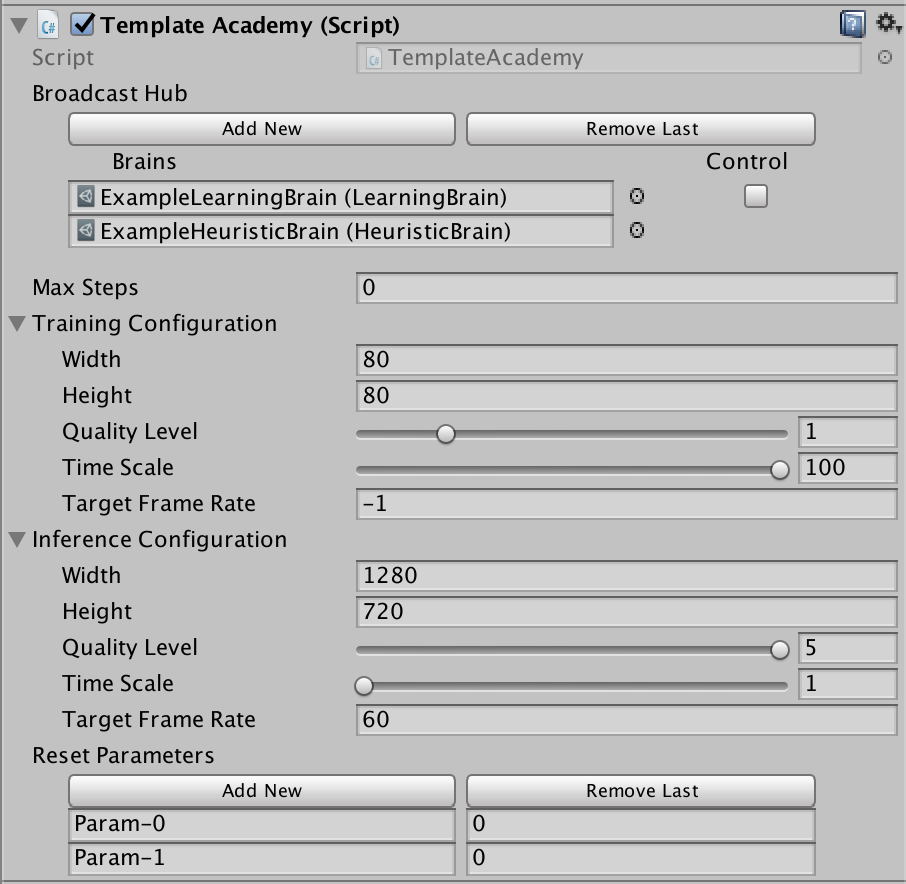 Template Academy (Script)
Script TemplateAcademy
Broadcast Hub
Add New Remove Last
Brains Control
ExampleLearningBrain (LearningBrain)
ExampleHeuristicBrain (HeuristicBrain)
Max Steps 0
Training Configuration
Width 80
Height 80
Quality Level 1
Time Scale 100
Target Frame Rate -1
Inference Configuration
Width 1280
Height 720
Quality Level 5
Time Scale 1
Target Frame Rate 60
Reset Parameters
Add New Remove Last
Param-0 0
Param-1 0